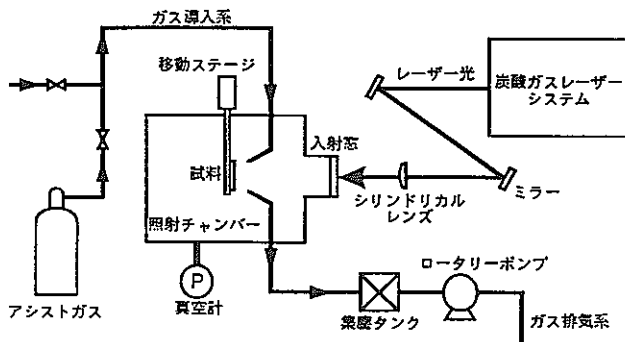 ガス導入系
移動ステージ
レーザー光
炭酸ガスレーザー
システム
入射窓
試料
シリンドリカル
レンズ
ミラー
照射チャンバー
P
真空計
アシストガス
ロータリーポンプ
集塵タンク
ガス排気系